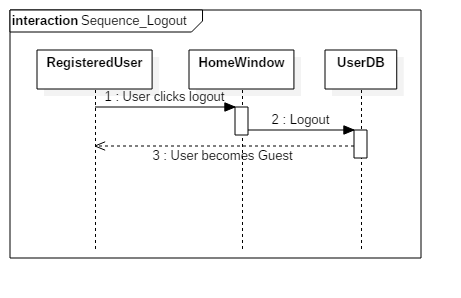 interaction Sequence_Logout
RegisteredUser
HomeWindow
UserDB
1 : User clicks logout
2 : Logout
3 : User becomes Guest